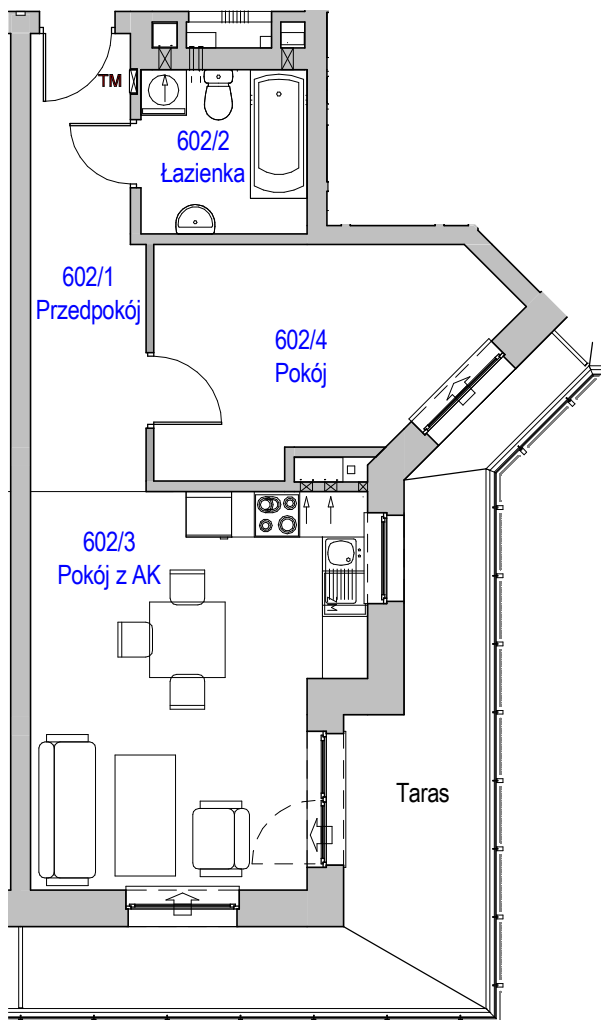 TM
602/2
Łazienka
602/1
Przedpokój
602/4
Pokój
602/3
Pokój z AK
Taras